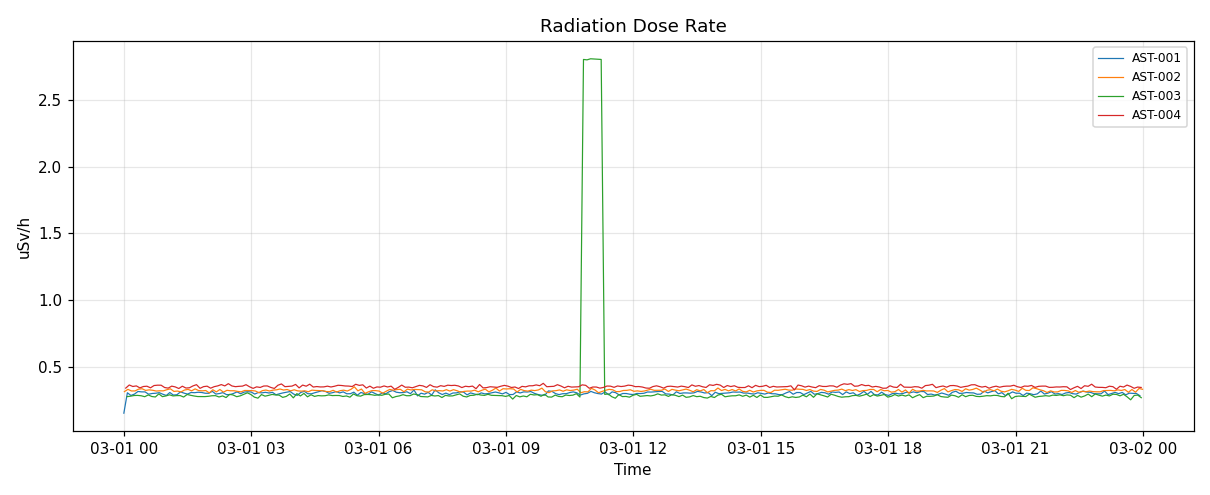 Radiation Dose Rate
AST-001
AST-002
AST-003
AST-004
2.5
2.0
1.5
1.0
0.5
uSv/h
03-01 00
03-01 03
03-01 06
03-01 09
03-01 12
03-01 15
03-01 18
03-01 21
03-02 00
Time